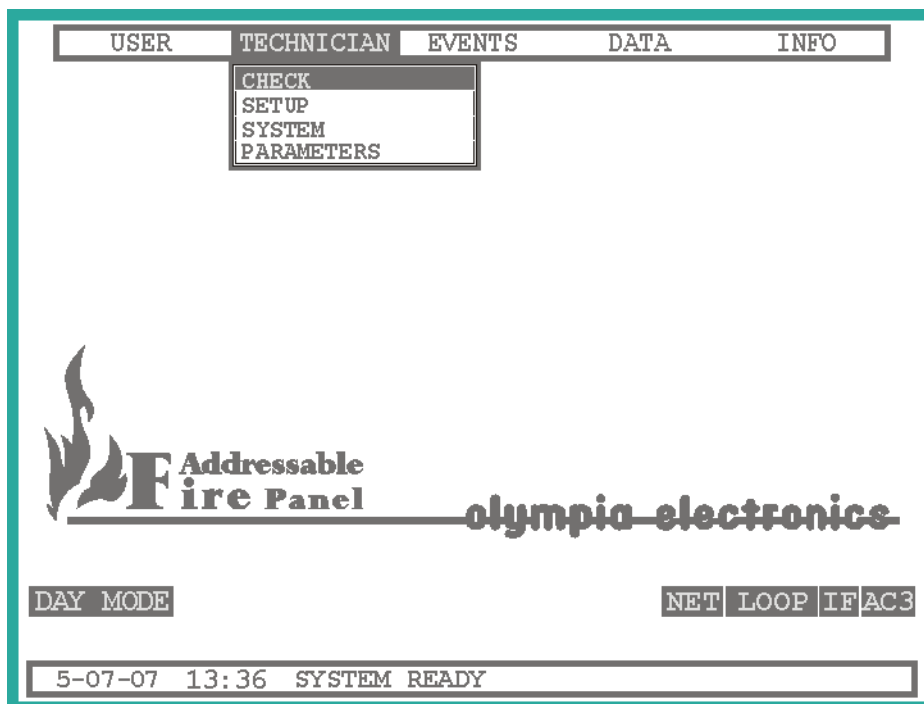 USER TECHNICIAN EVENTS DATA INFO
CHECK
SETUP
SYSTEM
PARAMETERS
Addressable
Fire Panel
olympia electronics
DAY MODE NET LOOP IF AC3
5-07-07 13:36 SYSTEM READY